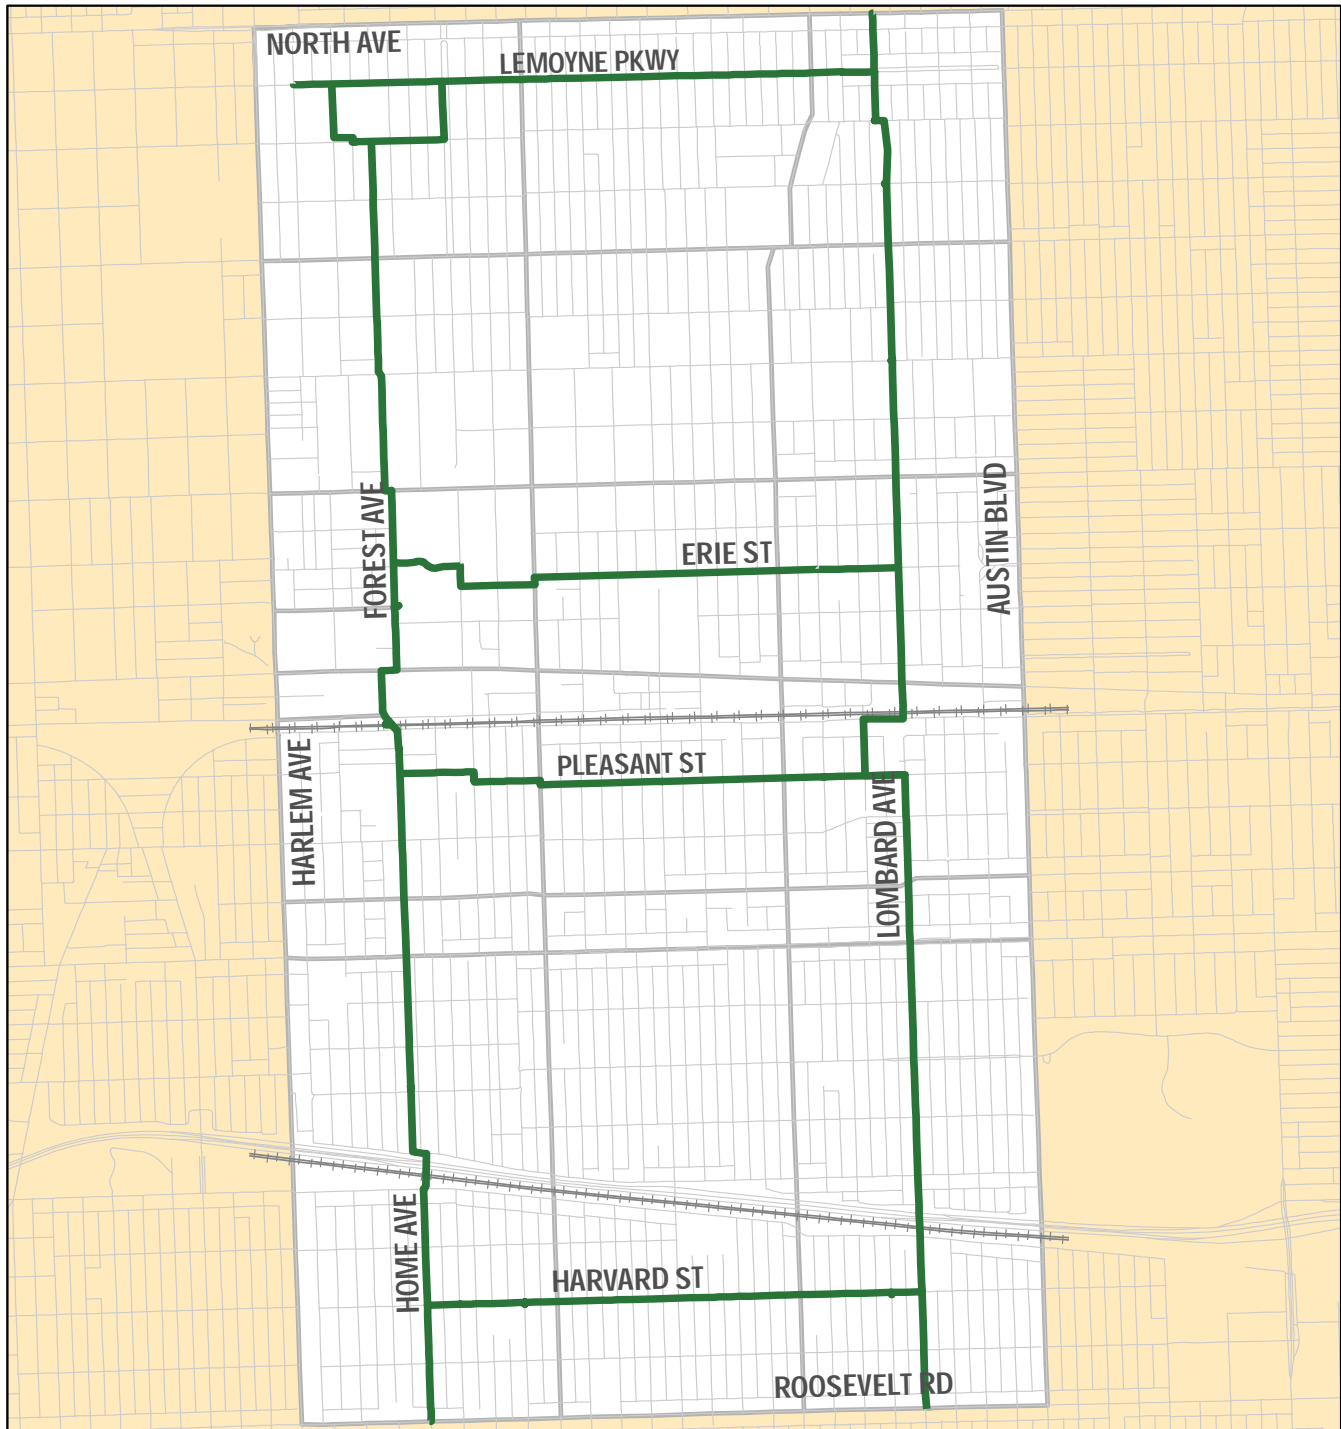 NORTH AVE
LEMOYNE PKWY
FOREST AVE
ERIE ST
AUSTIN BLVD
HARLEM AVE
PLEASANT ST
LOMBARD AVE
HOME AVE
HARVARD ST
ROOSEVELT RD